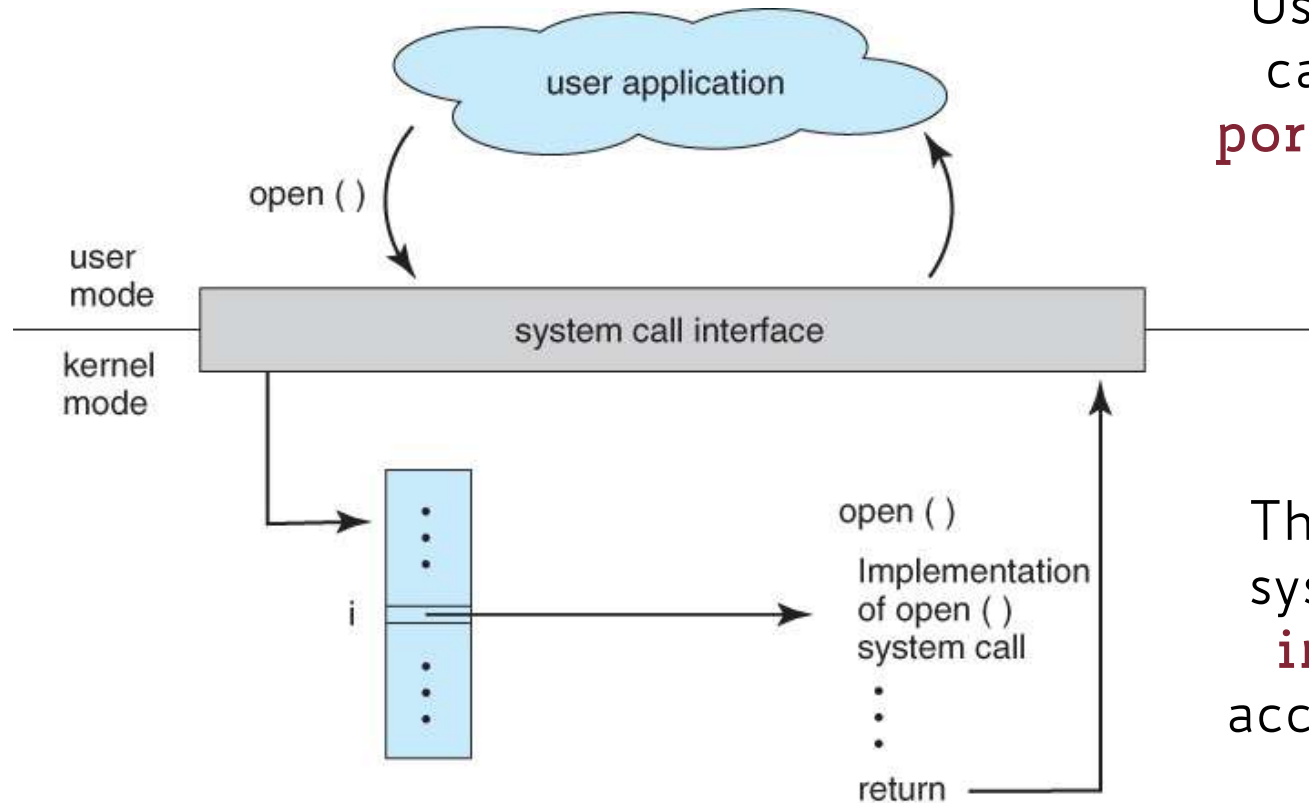 user application
open ( )
user
mode
system call interface
kernel
mode
i
open ( )
Implementation
of open ( )
system call
return